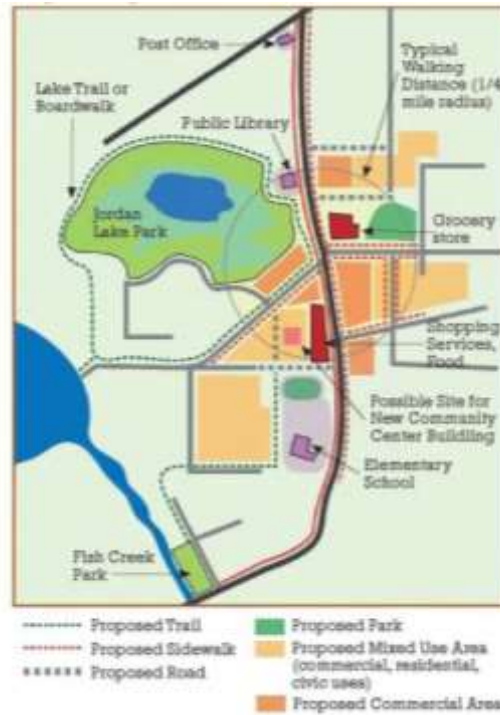 Post Office
Typical
Walking
Distance (1/4
mile radius)
Lake Trail or
Boardwalk
Public Library
Jordan
Lake Park
Grocery
store
Shopping
Services,
Food
Possible Site for
New Community
Center Building
Elementary
School
Fish Creek
Park
Proposed Trail
Proposed Sidewalk
Proposed Road
Proposed Park
Proposed Mixed Use Area
(commercial, residential,
civic uses)
Proposed Commercial Area